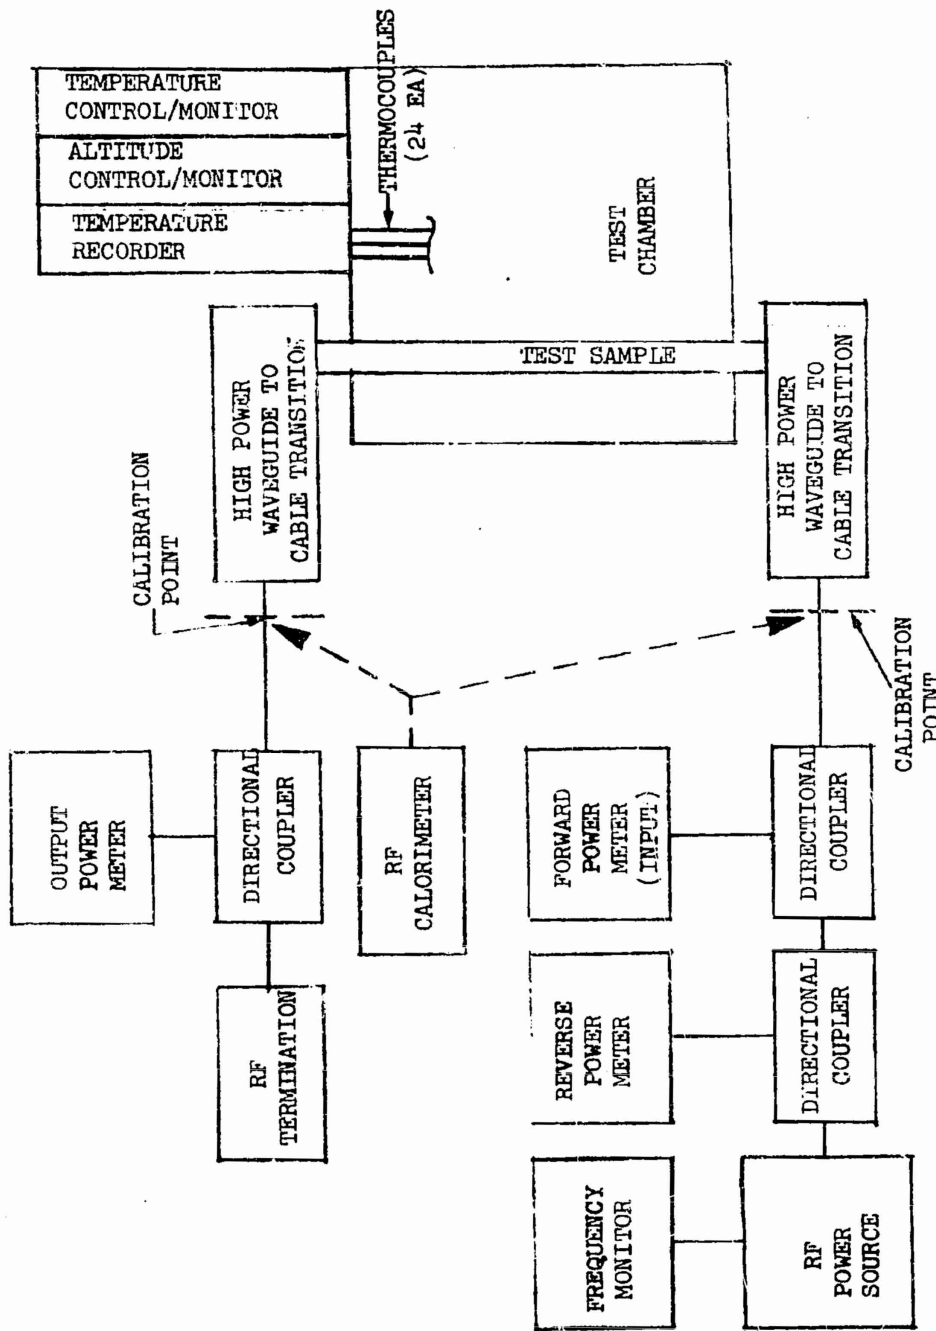 TEMPERATURE
CONTROL/MONITOR
ALTITUDE
CONTROL/MONITOR
TEMPERATURE
RECORDER
THERMOCOUPLES
(24 EA)
TEST
CHAMBER
TEST SAMPLE
HIGH POWER
WAVEGUIDE TO
CABLE TRANSITION
HIGH POWER
WAVEGUIDE TO
CABLE TRANSITION
CALIBRATION
POINT
CALIBRATION
POINT
OUTPUT
POWER
METER
DIRECTIONAL
COUPLER
RF
TERMINATION
RF
CALORIMETER
FORWARD
POWER
METER
(INPUT)
DIRECTIONAL
COUPLER
REVERSE
POWER
METER
DIRECTIONAL
COUPLER
FREQUENCY
MONITOR
RF
POWER
SOURCE